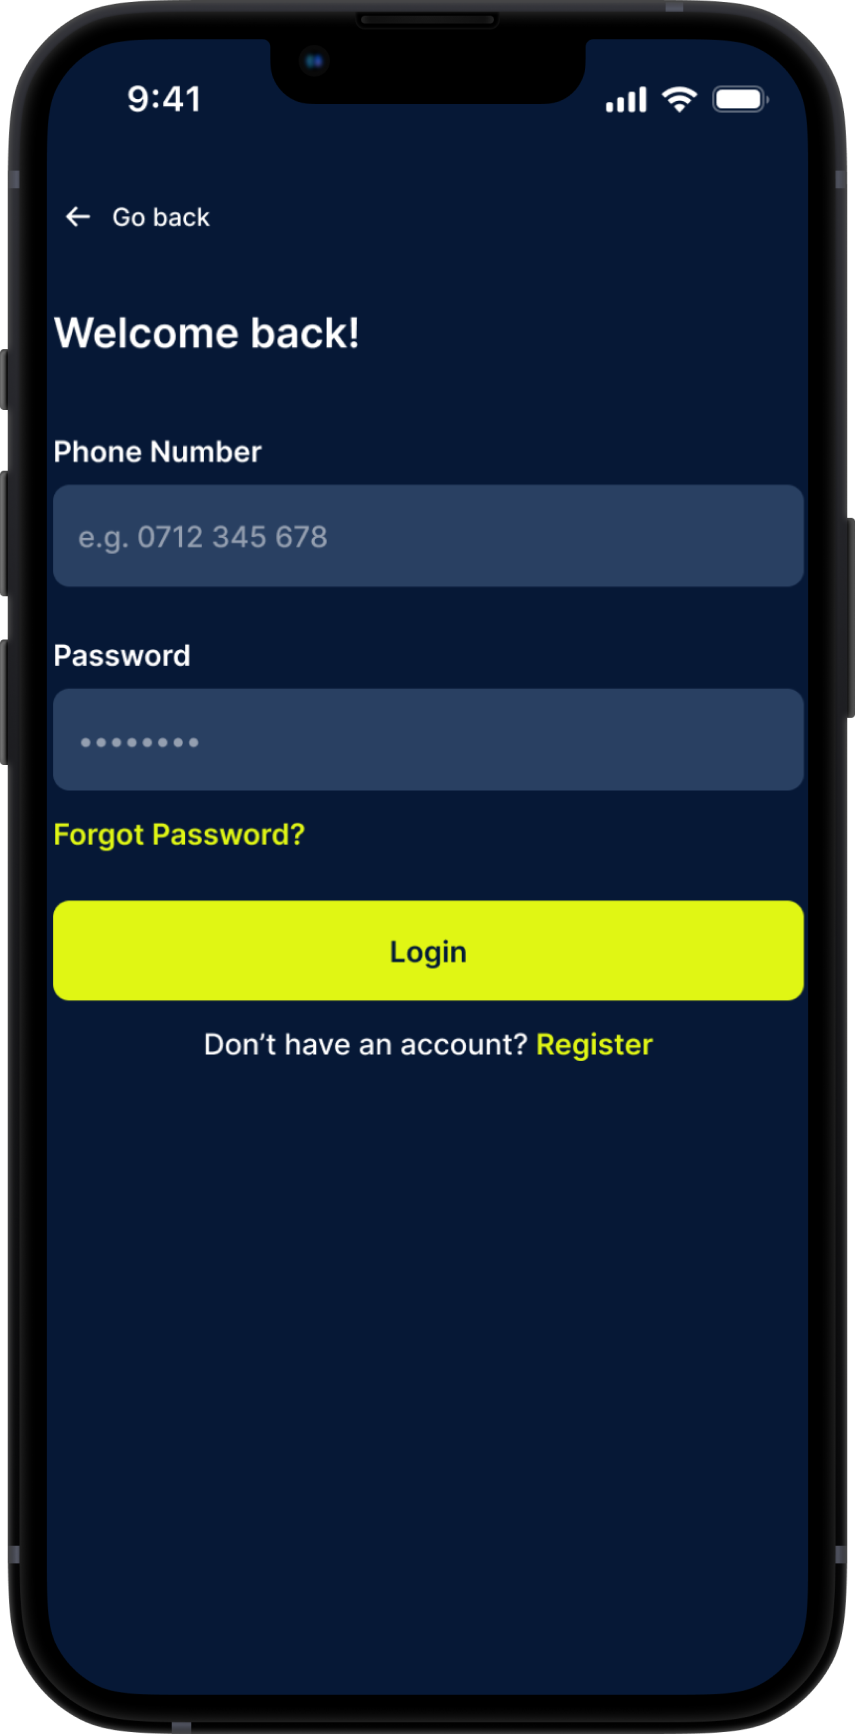 9:41
Go back
Welcome back!
Phone Number
e.g. 0712 345 678
Password
••••••••
Forgot Password?
Login
Don’t have an account? Register